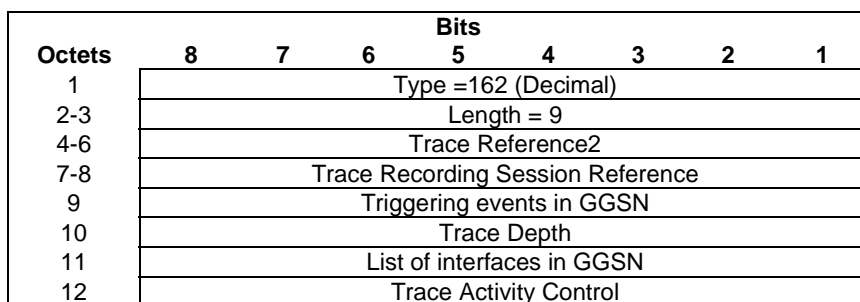 Bits
Octets 8 7 6 5 4 3 2 1
1 Type =162 (Decimal)
2-3 Length = 9
4-6 Trace Reference2
7-8 Trace Recording Session Reference
9 Triggering events in GGSN
10 Trace Depth
11 List of interfaces in GGSN
12 Trace Activity Control